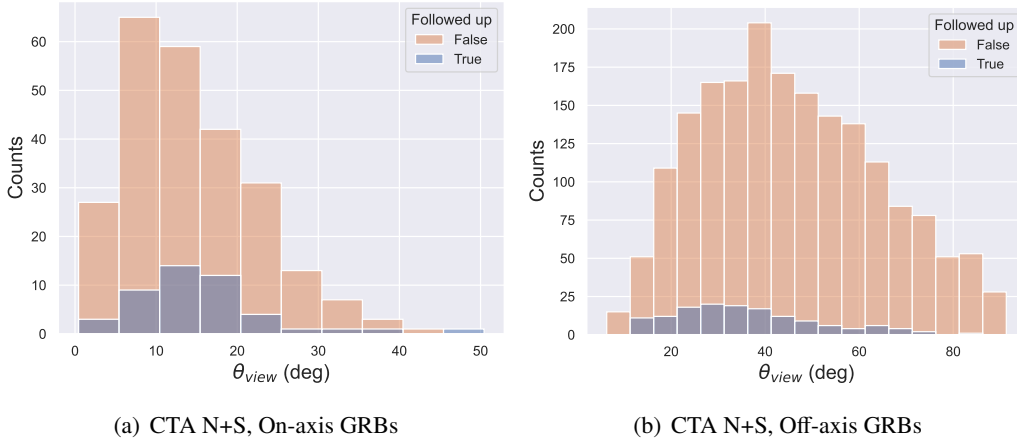 Followed up
False
True
Counts
60
50
40
30
20
10
0
0 10 20 30 40 50
θview (deg)
(a) CTA N+S, On-axis GRBs
Followed up
False
True
Counts
200
175
150
125
100
75
50
25
0
20 40 60 80
θview (deg)
(b) CTA N+S, Off-axis GRBs